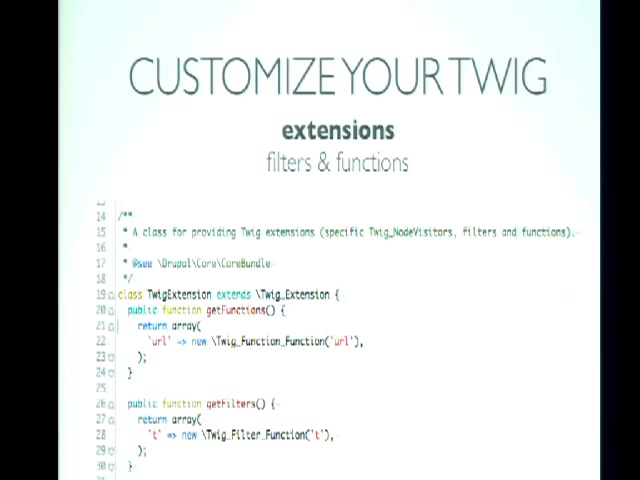 CUSTOMIZE YOUR TWIG
extensions
filters & functions
13
14 /**
15 * A class for providing Twig extensions (specific Twig_NodeVisitors, filters and functions).
16 *
17 * @see \Drupal\Core\CoreBundle
18 */
19 class TwigExtension extends \Twig_Extension {
20 public function getFunctions() {
21 return array(
22 'url' => new \Twig_Function_Function('url'),
23 );
24 }
25
26 public function getFilters() {
27 return array(
28 't' => new \Twig_Filter_Function('t'),
29 );
30 }